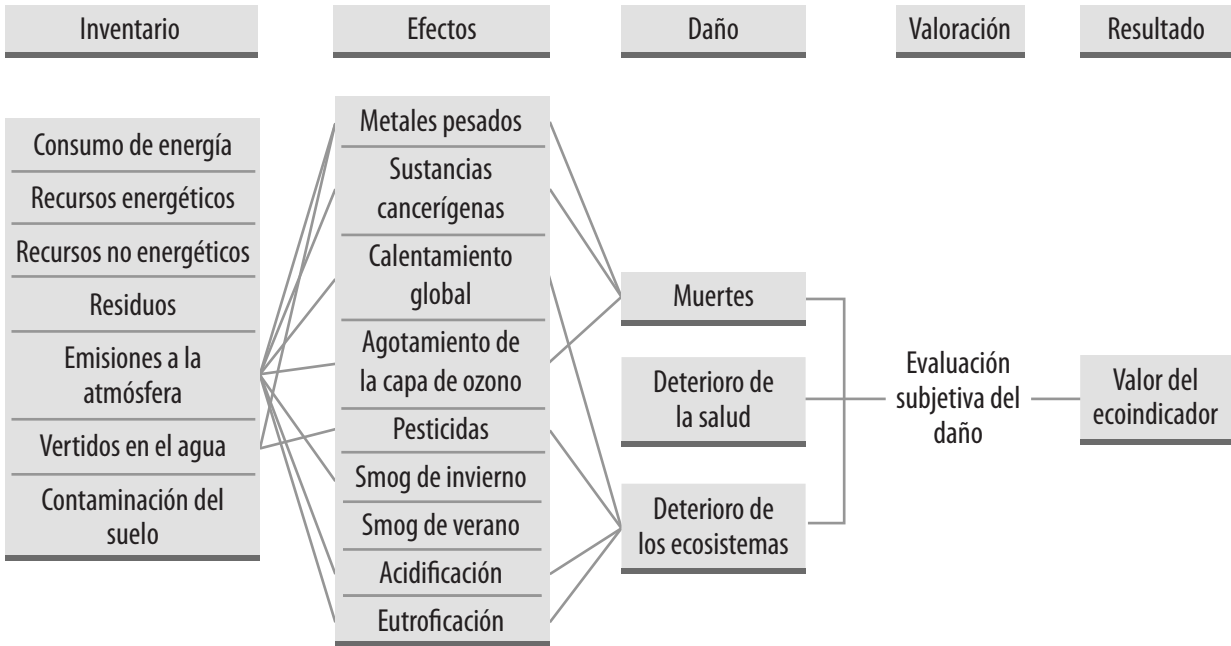 Inventario
Efectos
Daño
Valoración
Resultado
Consumo de energía
Recursos energéticos
Recursos no energéticos
Residuos
Emisiones a la
atmósfera
Vertidos en el agua
Contaminación del
suelo
Metales pesados
Sustancias
cancerígenas
Calentamiento
global
Agotamiento de
la capa de ozono
Pesticidas
Smog de invierno
Smog de verano
Acidificación
Eutroficación
Muertes
Deterioro de
la salud
Deterioro de
los ecosistemas
Evaluación
subjetiva del
daño
Valor del
ecoindicador